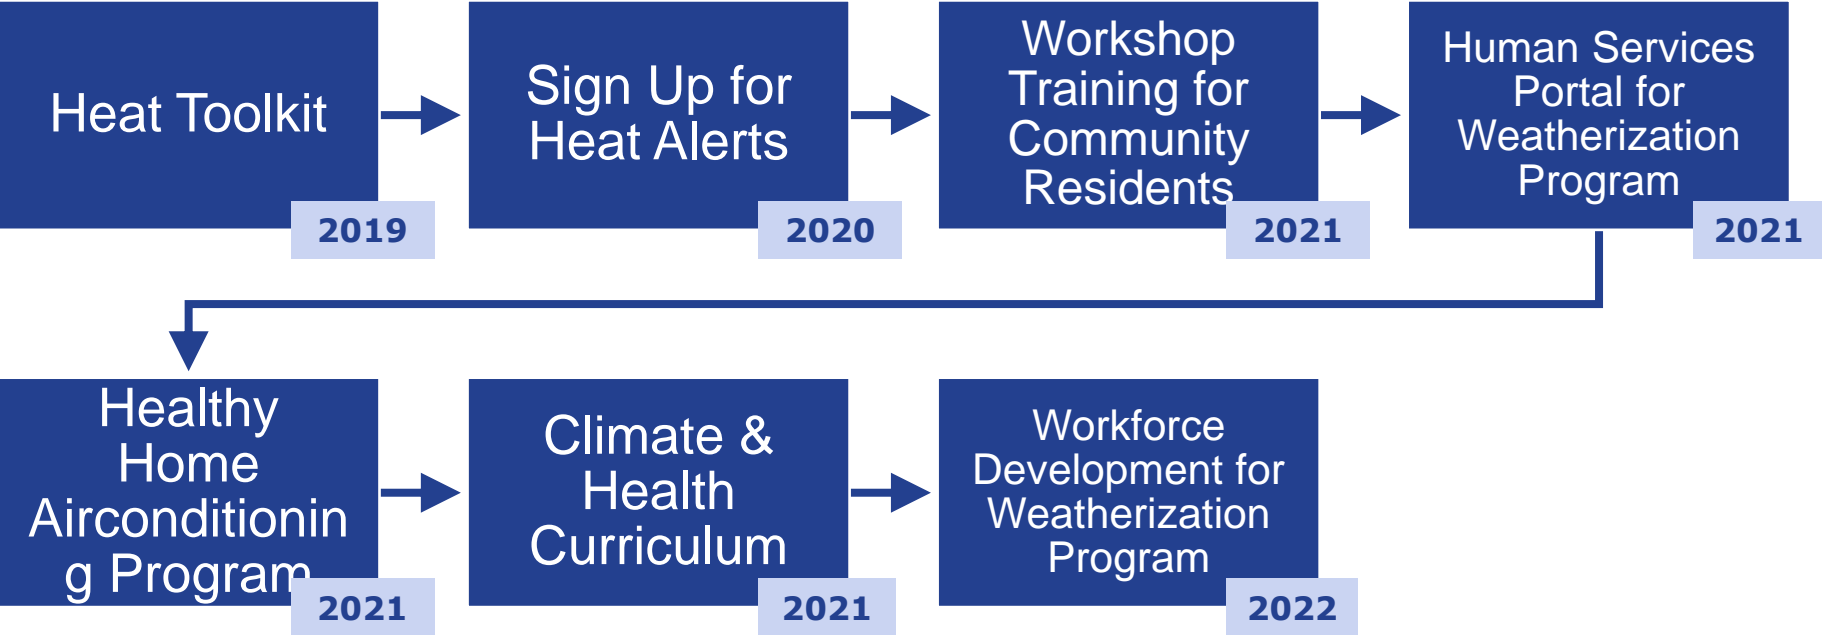 Heat Toolkit
2019
Sign Up for
Heat Alerts
2020
Workshop
Training for
Community
Residents
2021
Human Services
Portal for
Weatherization
Program
2021
Healthy
Home
Airconditionin
g Program
2021
Climate &
Health
Curriculum
2021
Workforce
Development for
Weatherization
Program
2022